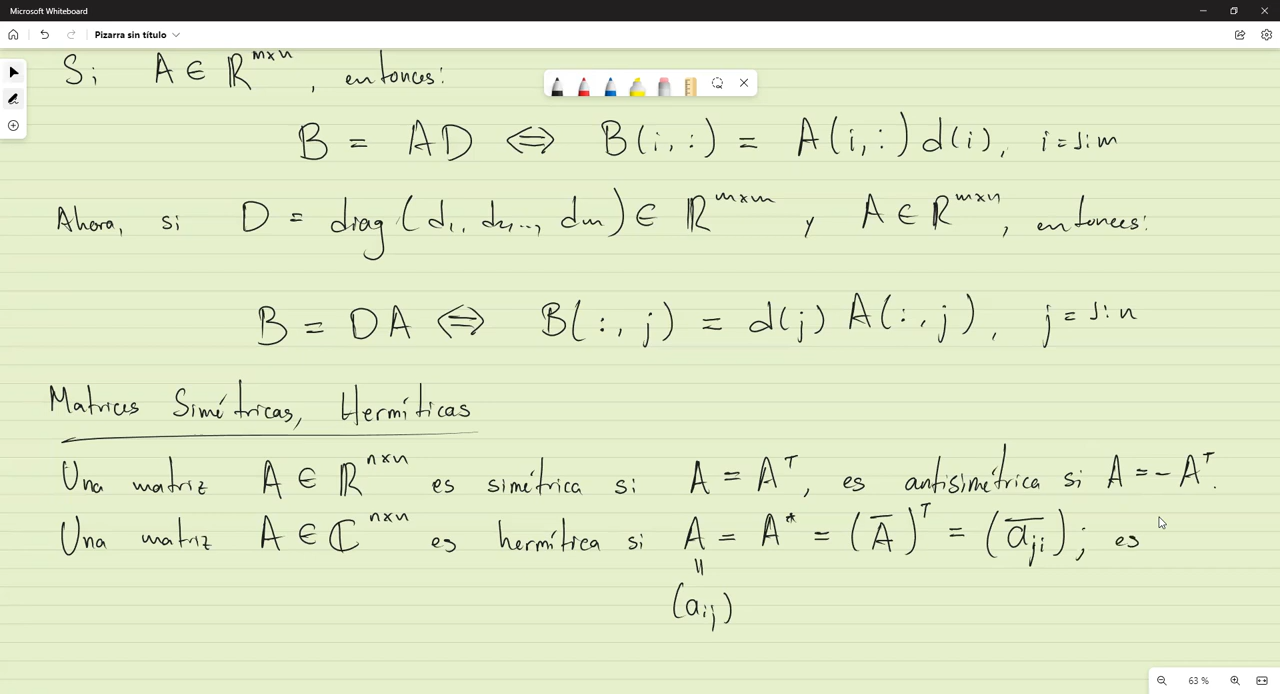 Microsoft Whiteboard
Pizarra sin título
Si A ∈ ℝ^{m×n}, entonces:
B = AD ⟺ B(i,:) = A(i,:) d(i), i = 1:m
Ahora, si D = diag(d₁, d₂,.., dm) ∈ ℝ^{m×m} y A ∈ ℝ^{m×n}, entonces:
B = DA ⟺ B(:,j) = d(j) A(:,j), j = 1:n
Matrices Simétricas, Hermíticas
Una matriz A ∈ ℝ^{n×n} es simétrica si A = A^T, es antisimétrica si A = -A^T.
Una matriz A ∈ ℂ^{n×n} es hermítica si A = A* = (A̅)^T = (a̅_{ji}); es
=
(a_{ij})
63 %